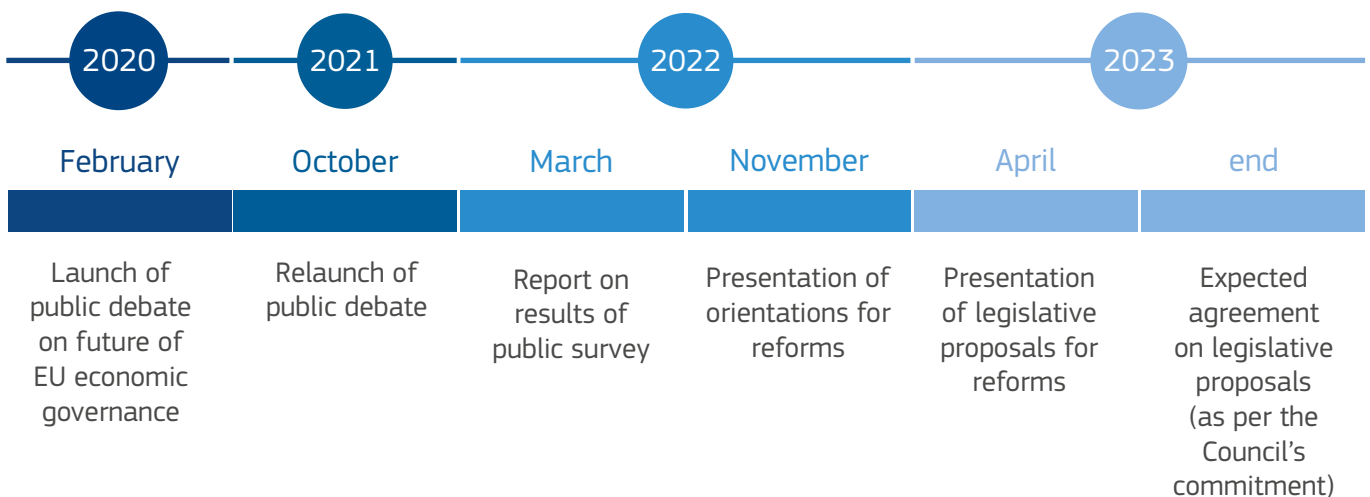 2020
2021
2022
2023
February
October
March
November
April
end
Launch of
public debate
on future of
EU economic
governance
Relaunch of
public debate
Report on
results of
public survey
Presentation of
orientations for
reforms
Presentation
of legislative
proposals for
reforms
Expected
agreement
on legislative
proposals
(as per the
Council’s
commitment)